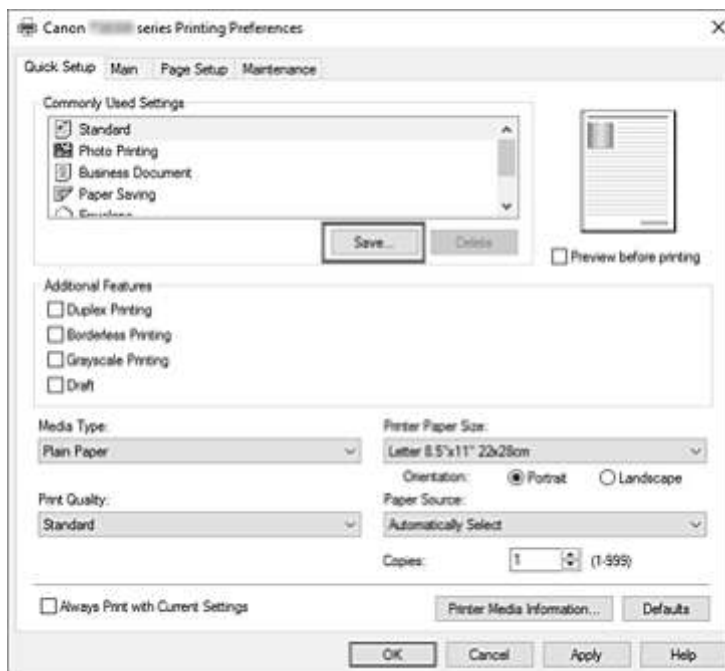 Canon series Printing Preferences
Quick Setup Main Page Setup Maintenance
Commonly Used Settings
Standard
Photo Printing
Business Document
Paper Saving
Envelope
Save... Delete
Preview before printing
Additional Features
Duplex Printing
Borderless Printing
Grayscale Printing
Draft
Media Type: Printer Paper Size:
Plain Paper Letter 8.5"x11" 22x28cm
Orientation: Portrait Landscape
Print Quality: Paper Source:
Standard Automatically Select
Copies: 1 (1-999)
Always Print with Current Settings Printer Media Information... Defaults
OK Cancel Apply Help